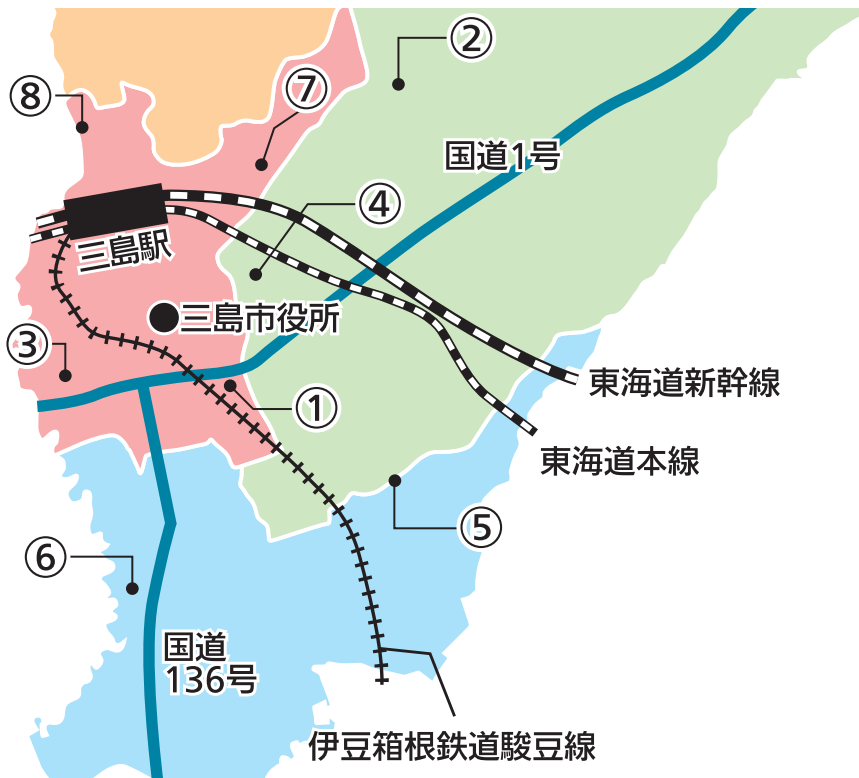 ②
⑧
⑦
国道1号
④
三島駅
三島市役所
③
①
東海道新幹線
東海道本線
⑤
⑥
国道
136号
伊豆箱根鉄道駿豆線